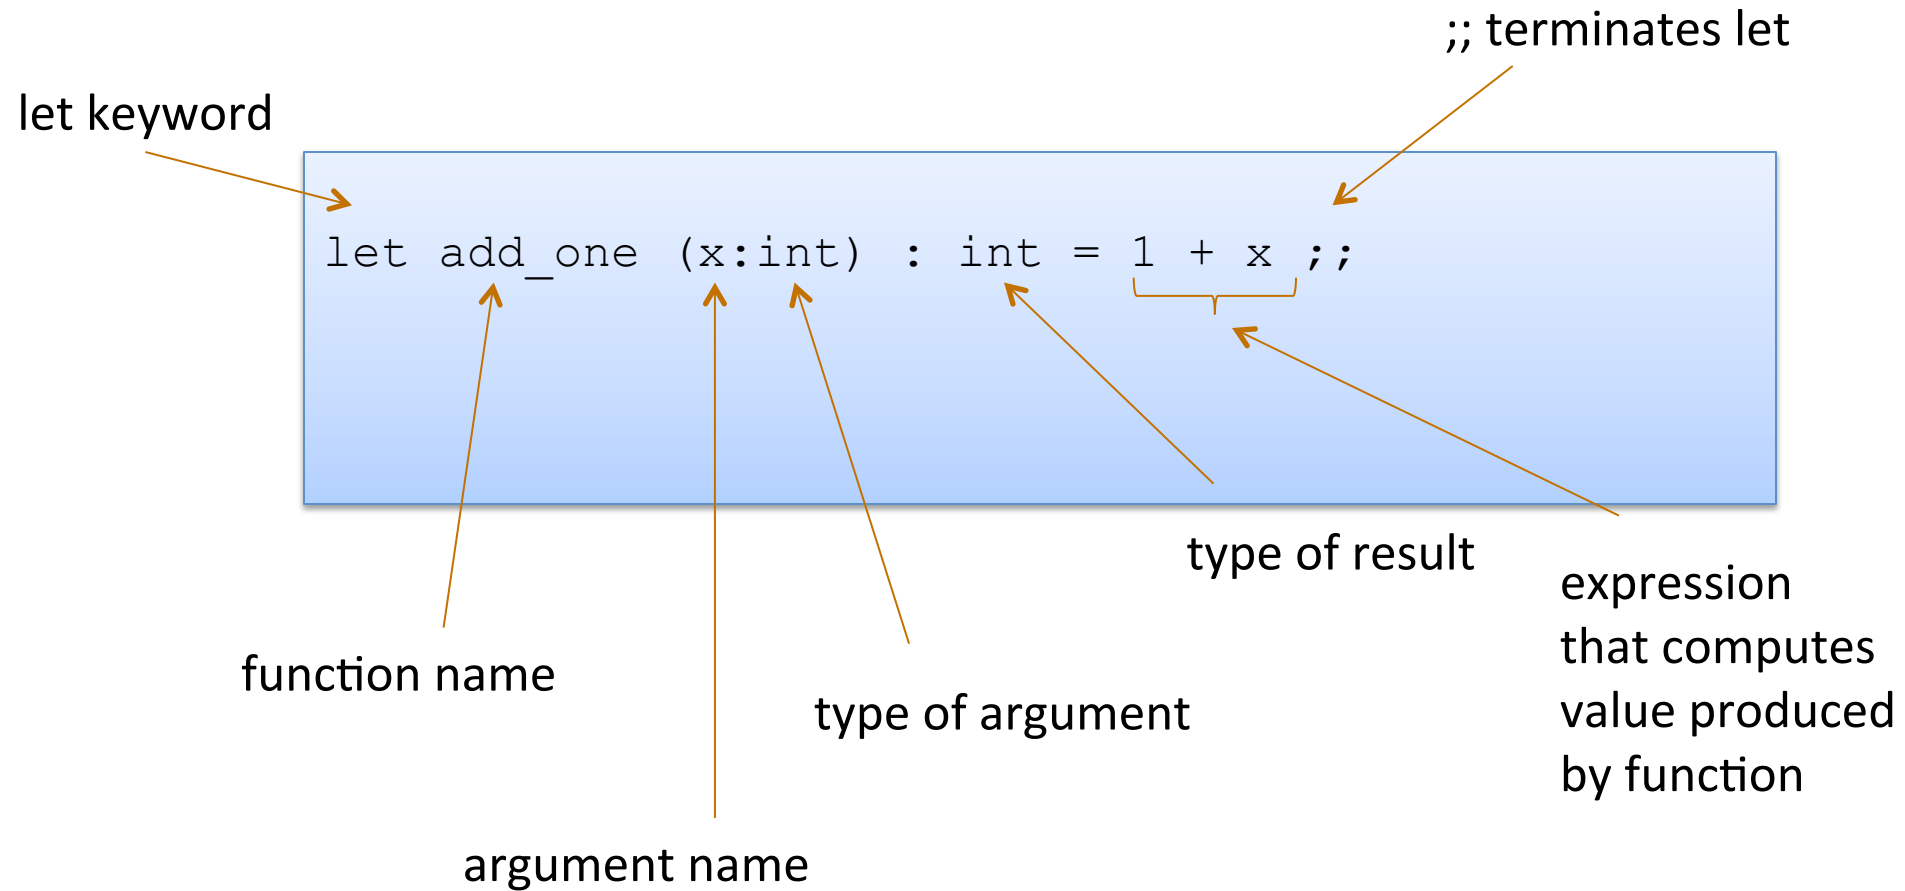 ;; terminates let
let keyword
let add_one (x:int) : int = 1 + x ;;
type of result
expression
that computes
value produced
by function
function name
type of argument
argument name